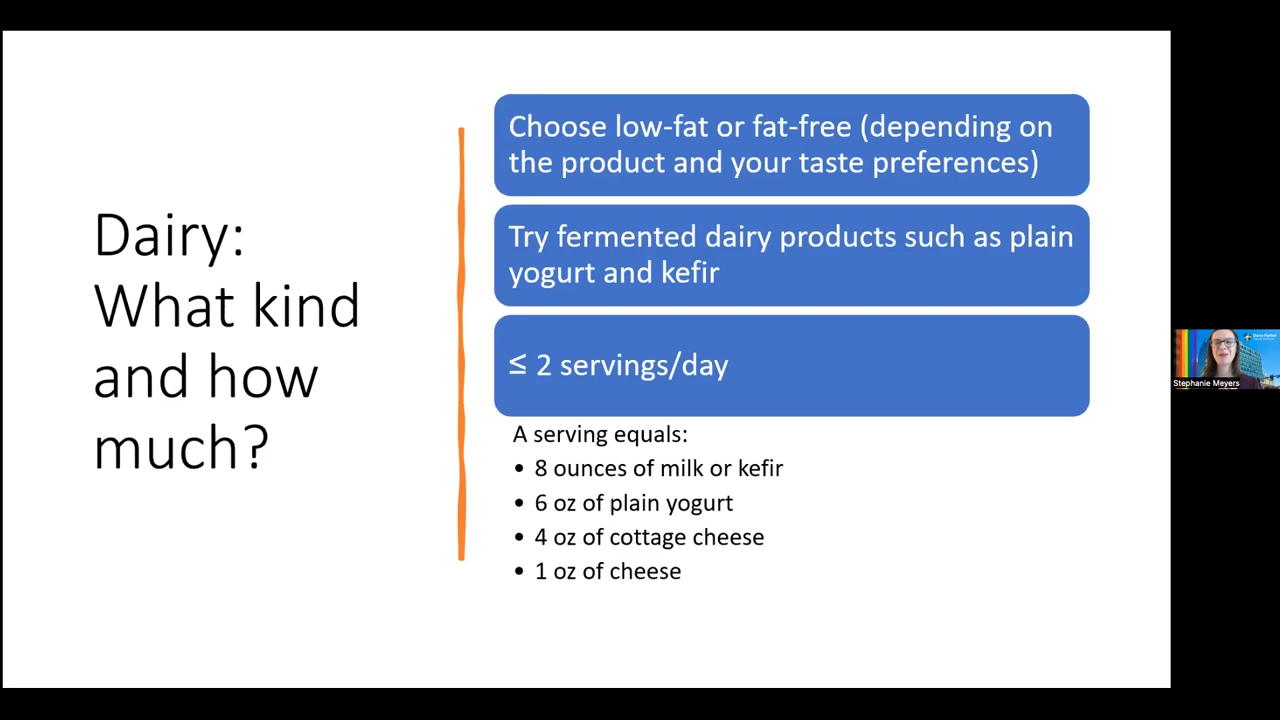 Dairy:
What kind
and how
much?
Choose low-fat or fat-free (depending on
the product and your taste preferences)
Try fermented dairy products such as plain
yogurt and kefir
≤ 2 servings/day
A serving equals:
• 8 ounces of milk or kefir
• 6 oz of plain yogurt
• 4 oz of cottage cheese
• 1 oz of cheese
Stephanie Meyers